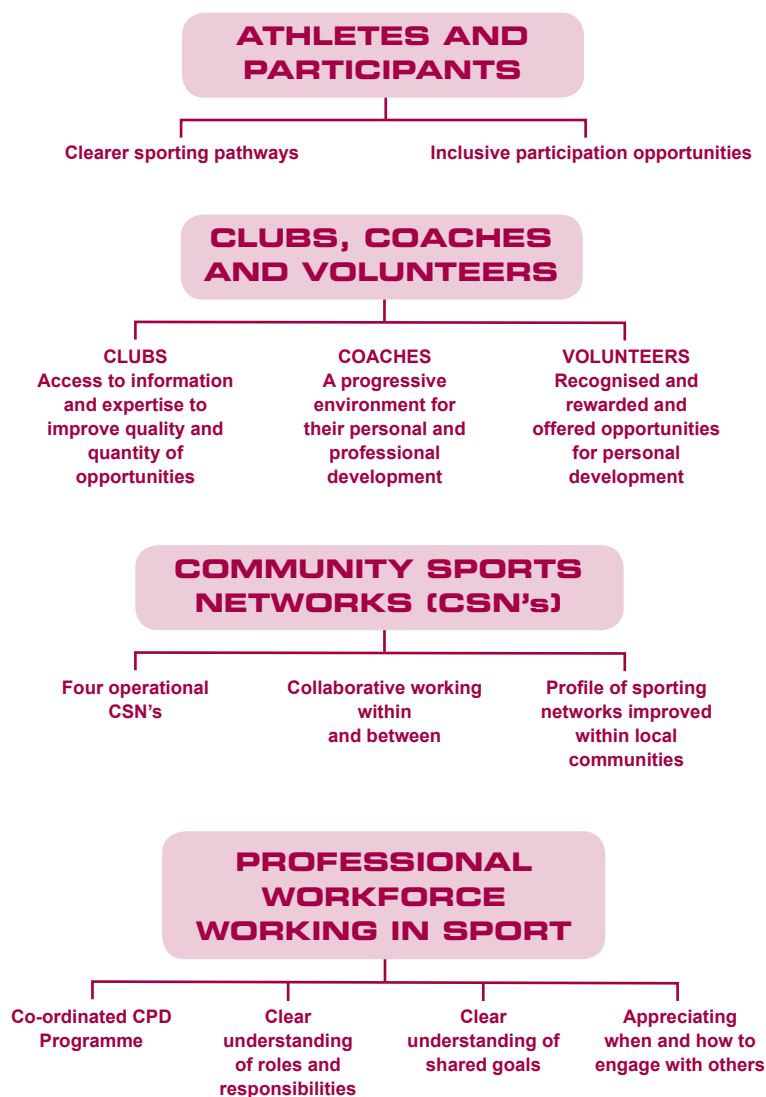 ATHLETES AND
PARTICIPANTS
Clearer sporting pathways
Inclusive participation opportunities
CLUBS, COACHES
AND VOLUNTEERS
CLUBS
Access to information
and expertise to
improve quality and
quantity of
opportunities
COACHES
A progressive
environment for
their personal and
professional
development
VOLUNTEERS
Recognised and
rewarded and
offered opportunities
for personal
development
COMMUNITY SPORTS
NETWORKS (CSN's)
Four operational
CSN's
Collaborative working
within
and between
Profile of sporting
networks improved
within local
communities
PROFESSIONAL
WORKFORCE
WORKING IN SPORT
Co-ordinated CPD
Programme
Clear
understanding
of roles and
responsibilities
Clear
understanding of
shared goals
Appreciating
when and how to
engage with others